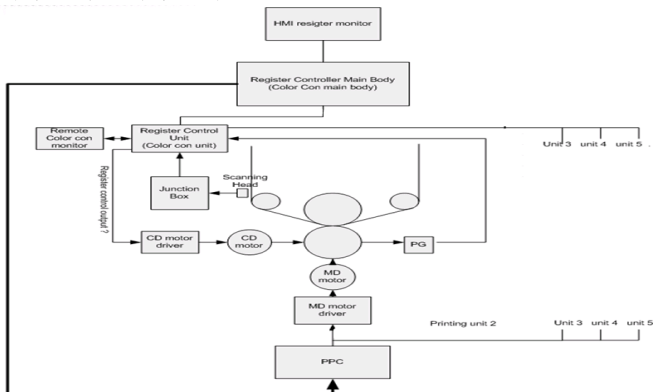 HMI resigter monitor
Register Controller Main Body
(Color Con main body)
Remote
Color con
monitor
Register Control
Unit
(Color con unit)
Unit 3 unit 4 unit 5 .
Scanning
Head
Junction
Box
Register control output ?
CD motor
driver
CD
motor
PG
MD
motor
MD motor
driver
Printing unit 2
Unit 3 unit 4 unit 5
PPC